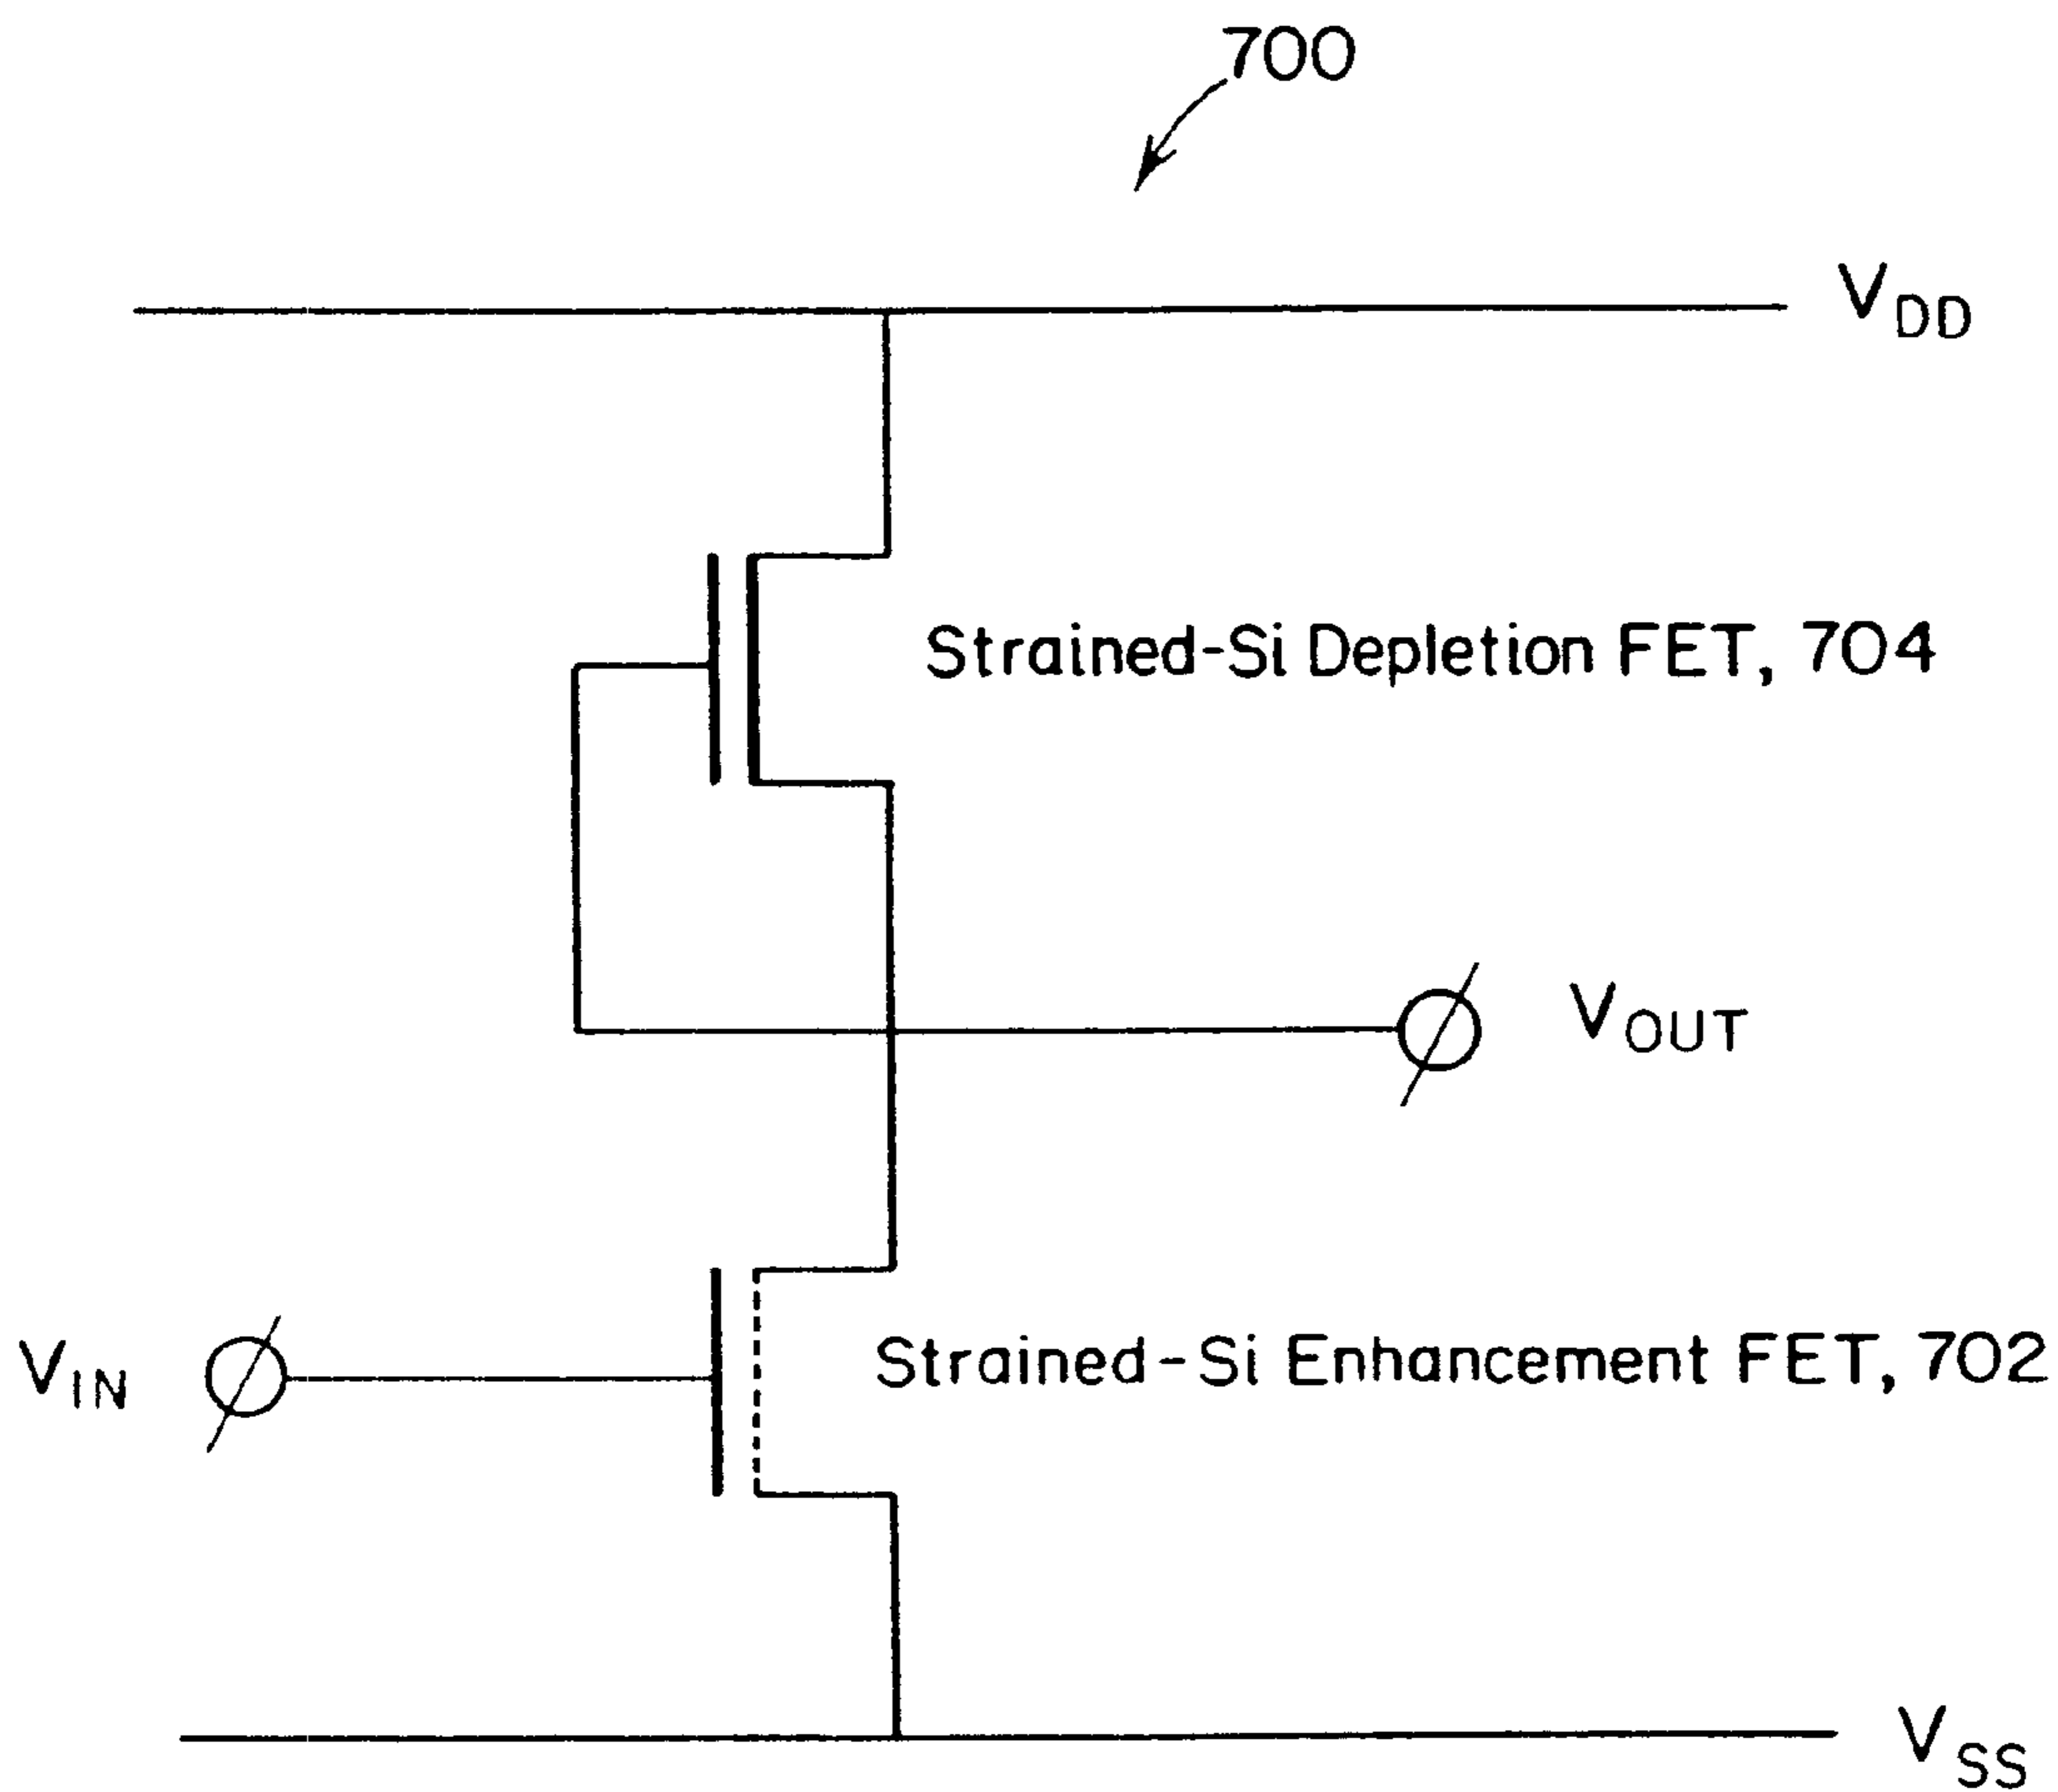 700
VDD
Strained-Si Depletion FET, 704
VOUT
VIN
Strained-Si Enhancement FET, 702
VSS